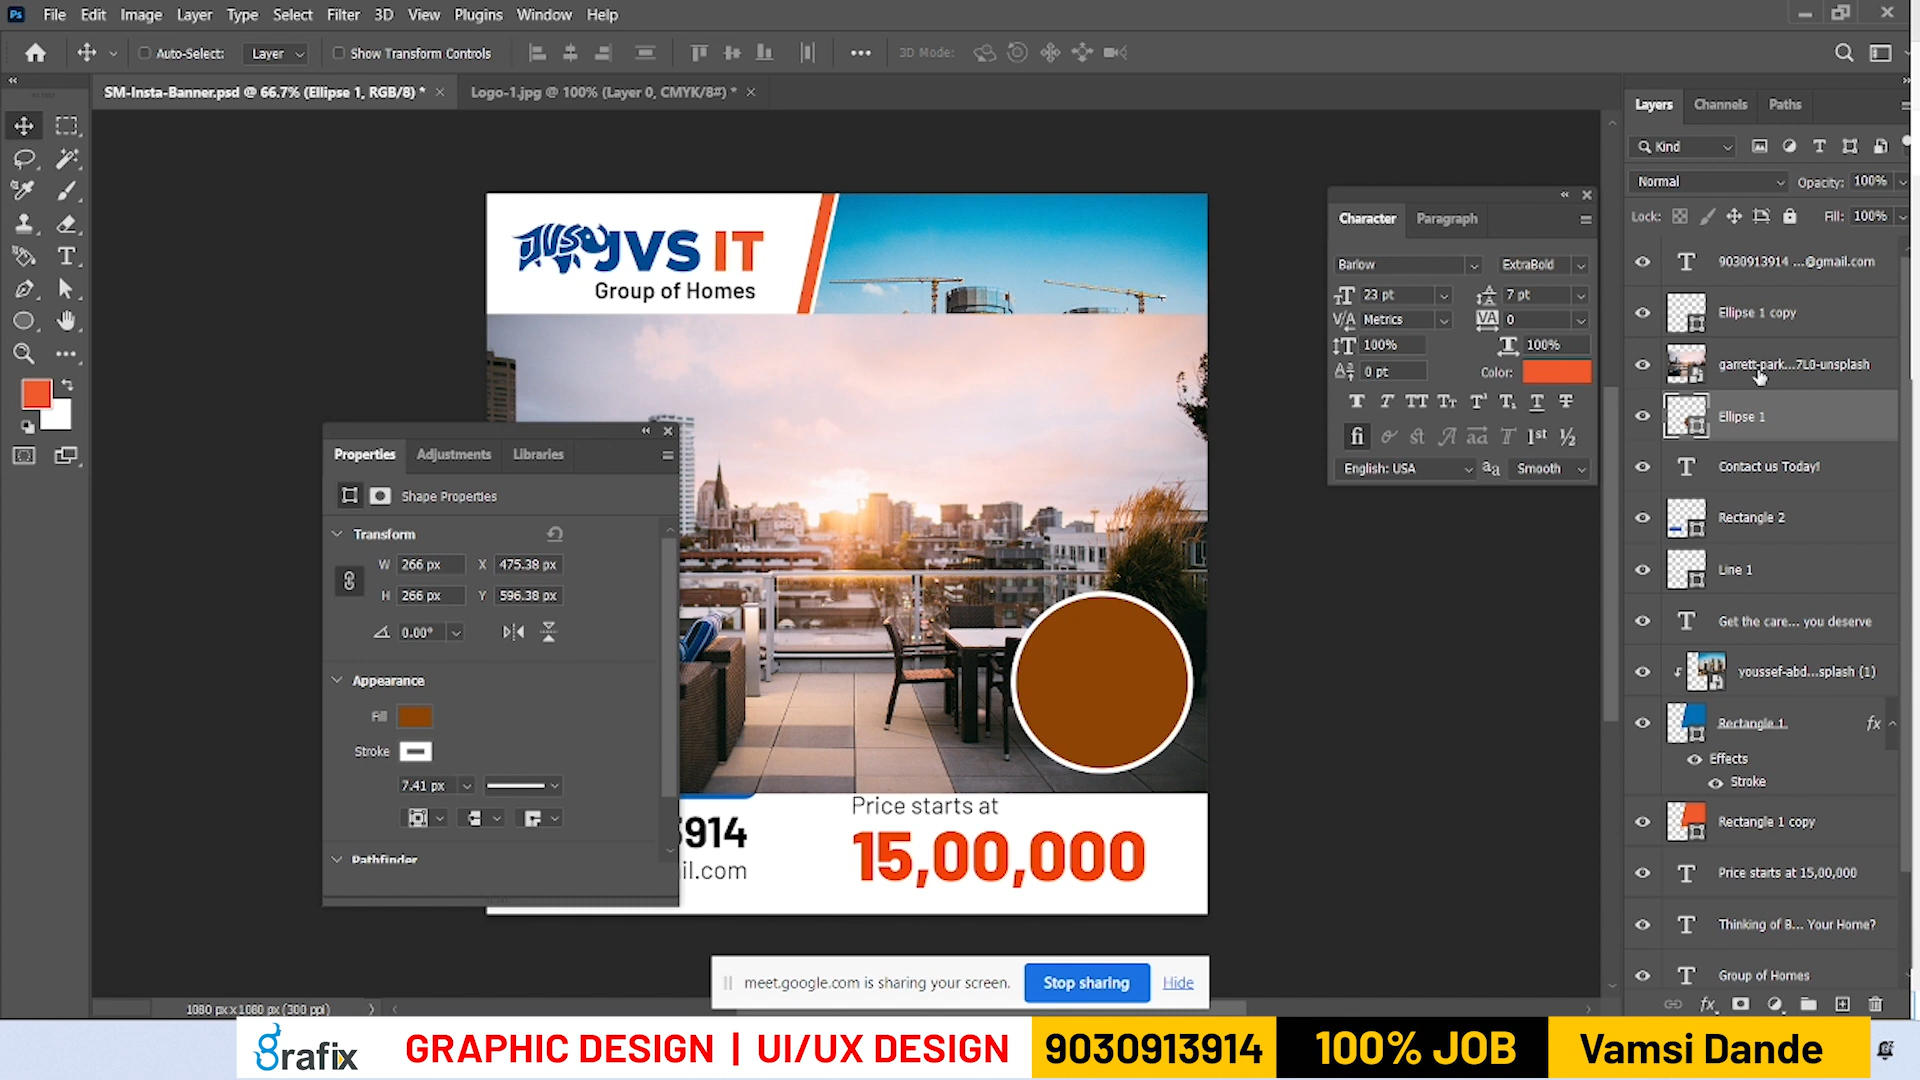 Ps File Edit Image Layer Type Select Filter 3D View Plugins Window Help
Auto-Select: Layer Show Transform Controls 3D Mode:
SM-Insta-Banner.psd @ 66.7% (Ellipse 1, RGB/8) * Logo-1.jpg @ 100% (Layer 0, CMYK/8#) *
JVS JVS IT
Group of Homes
Character Paragraph
Barlow ExtraBold
23 pt 7 pt
Metrics 0
100% 100%
0 pt Color:
English: USA Smooth
Properties Adjustments Libraries
Shape Properties
Transform
W 266 px X 475.38 px
H 266 px Y 596.38 px
0.00°
Appearance
Fill
Stroke
7.41 px
Pathfinder
Price starts at
15,00,000
5914
il.com
Layers Channels Paths
Kind
Normal Opacity: 100%
Lock: Fill: 100%
9030913914 ...@gmail.com
Ellipse 1 copy
garrett-park...7L0-unsplash
Ellipse 1
Contact us Today!
Rectangle 2
Line 1
Get the care... you deserve
youssef-abd...splash (1)
Rectangle 1 fx
Effects
Stroke
Rectangle 1 copy
Price starts at 15,00,000
Thinking of B... Your Home?
Group of Homes
meet.google.com is sharing your screen. Stop sharing Hide
1080 px x 1080 px (300 ppi)
grafix GRAPHIC DESIGN | UI/UX DESIGN 9030913914 100% JOB Vamsi Dande